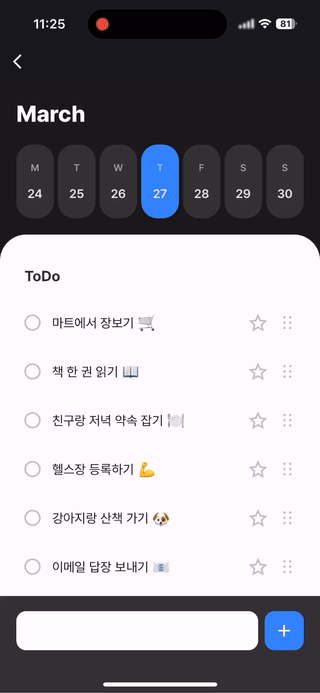 11:25
81
March
M T W T F S S
24 25 26 27 28 29 30
ToDo
마트에서 장보기 🛒
책 한 권 읽기 📖
친구랑 저녁 약속 잡기 🍽️
헬스장 등록하기 💪
강아지랑 산책 가기 🐶
이메일 답장 보내기 📧
+